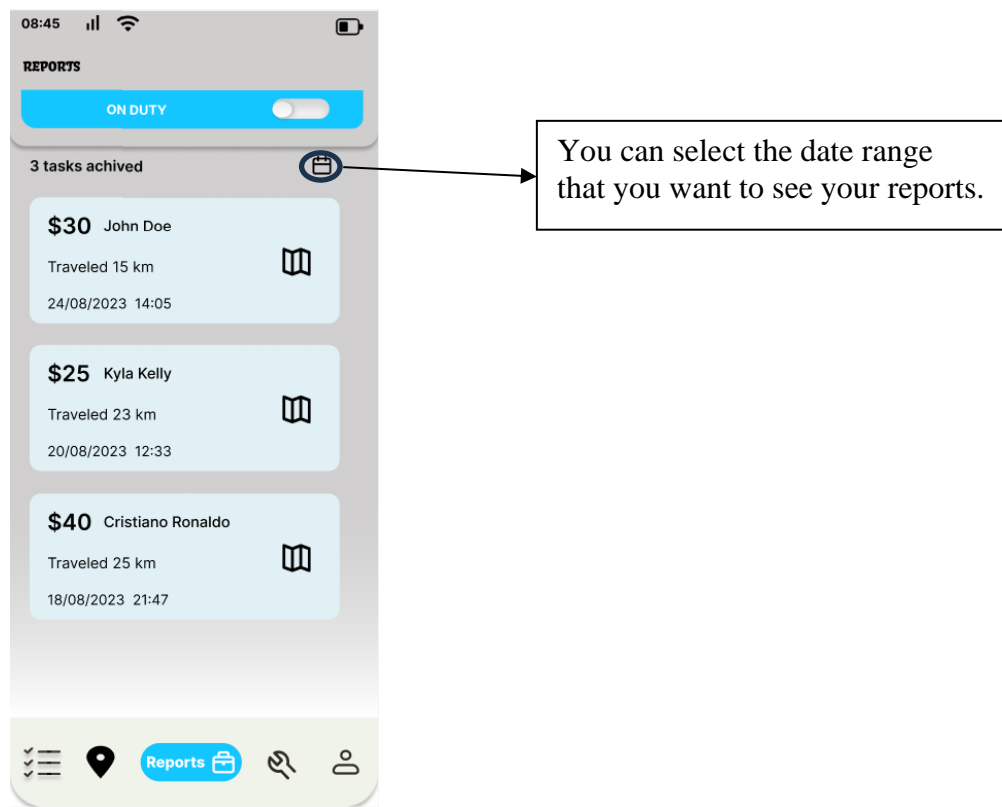 08:45
REPORTS
ON DUTY
3 tasks achived
You can select the date range
that you want to see your reports.
$30 John Doe
Traveled 15 km
24/08/2023 14:05
$25 Kyla Kelly
Traveled 23 km
20/08/2023 12:33
$40 Cristiano Ronaldo
Traveled 25 km
18/08/2023 21:47
Reports